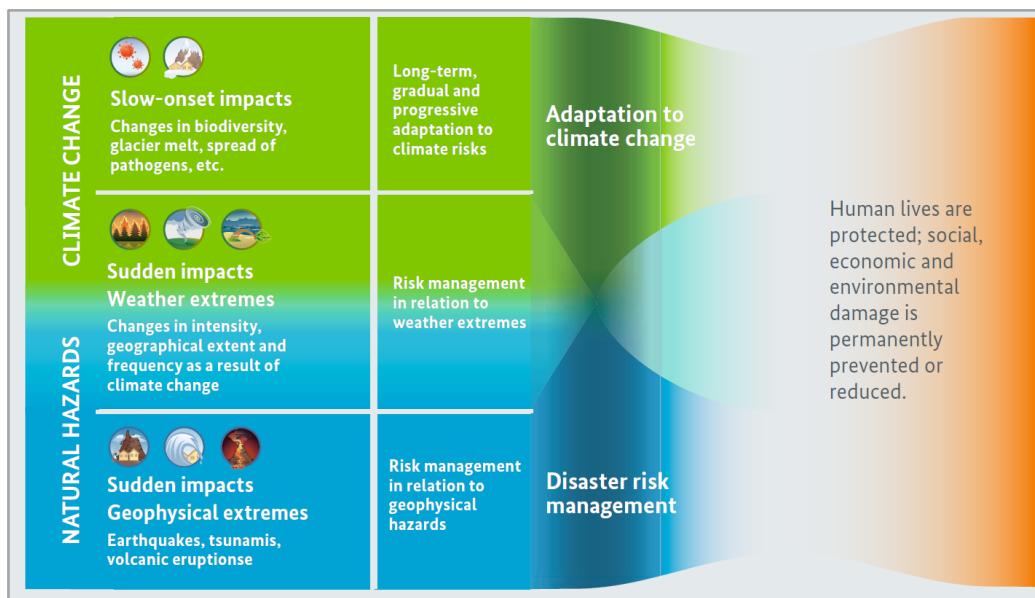 CLIMATE CHANGE
Slow-onset impacts
Changes in biodiversity,
glacier melt, spread of
pathogens, etc.
Long-term,
gradual and
progressive
adaptation to
climate risks
Adaptation to
climate change
Sudden impacts
Weather extremes
Changes in intensity,
geographical extent and
frequency as a result of
climate change
Risk management
in relation to
weather extremes
NATURAL HAZARDS
Sudden impacts
Geophysical extremes
Earthquakes, tsunamis,
volcanic eruptionse
Risk management
in relation to
geophysical
hazards
Disaster risk
management
Human lives are
protected; social,
economic and
environmental
damage is
permanently
prevented or
reduced.